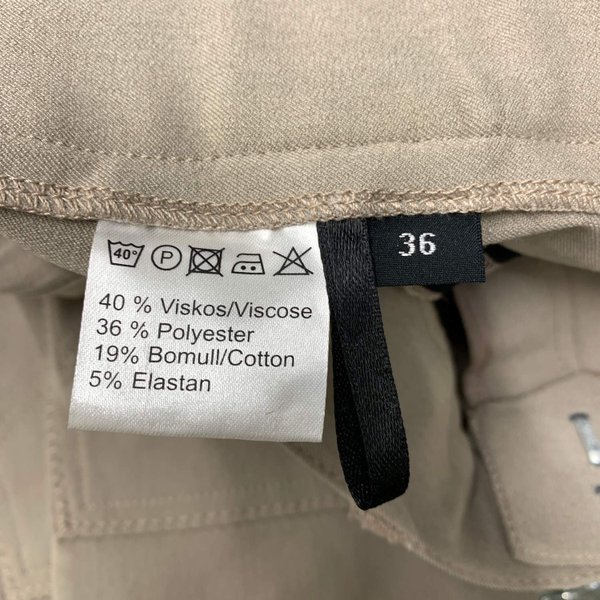 40°
P
40 % Viskos/Viscose
36 % Polyester
19% Bomull/Cotton
5% Elastan
36